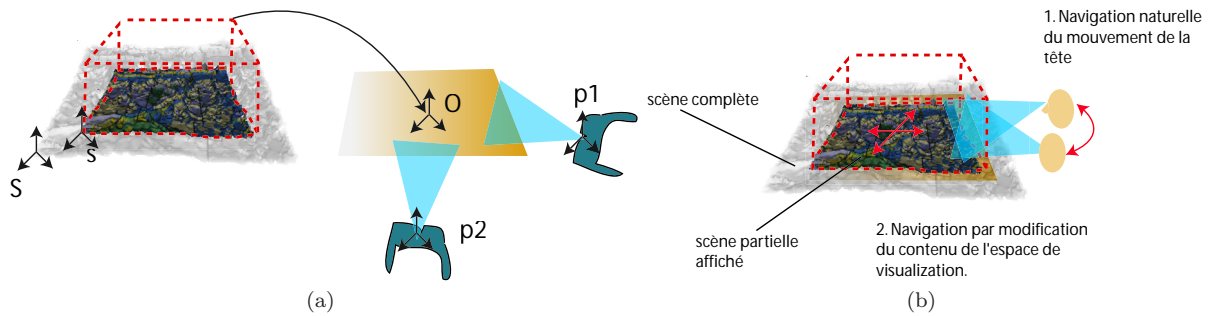 S
s
O
p1
p2
(a)
1. Navigation naturelle
du mouvement de la
tête
scène complète
scène partielle
affiché
2. Navigation par modification
du contenu de l'espace de
visualization.
(b)